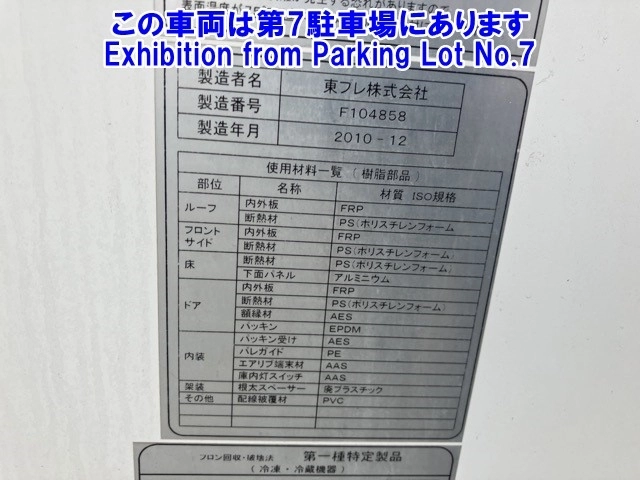 この車両は第7駐車場にあります
Exhibition from Parking Lot No.7
製造者名 東フレ株式会社
製造番号 F104858
製造年月 2010-12
使用材料一覧 (樹脂部品)
部位 名称 材質 ISO規格
ルーフ 内外板 FRP
断熱材 PS(ポリスチレンフォーム
フロント サイド 内外板 FRP
断熱材 PS(ポリスチレンフォーム
床 断熱材 PS(ポリスチレンフォーム
下面パネル アルミニウム
ドア 内外板 FRP
断熱材 PS(ポリスチレンフォーム
額縁材 AES
パッキン EPDM
内装 パッキン受け AES
パレガイド PE
エアリブ端末材 AAS
庫内灯スイッチ AAS
架装 根太スペーサー 廃プラスチック
その他 配線被覆材 PVC
フロン回収・破壊法 第一種特定製品
(冷凍・冷蔵機器)